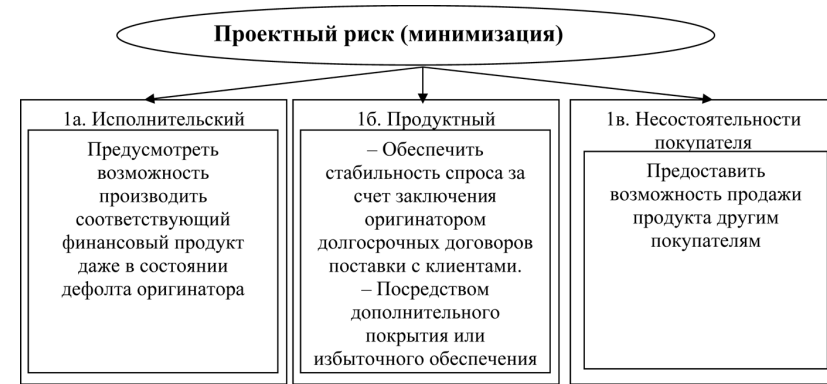 Проектный риск (минимизация)
1а. Исполнительский
Предусмотреть
возможность
производить
соответствующий
финансовый продукт
даже в состоянии
дефолта оригинатора
1б. Продуктный
– Обеспечить
стабильность спроса за
счет заключения
оригинатором
долгосрочных договоров
поставки с клиентами.
– Посредством
дополнительного
покрытия или
избыточного обеспечения
1в. Несостоятельности
покупателя
Предоставить
возможность продажи
продукта другим
покупателям